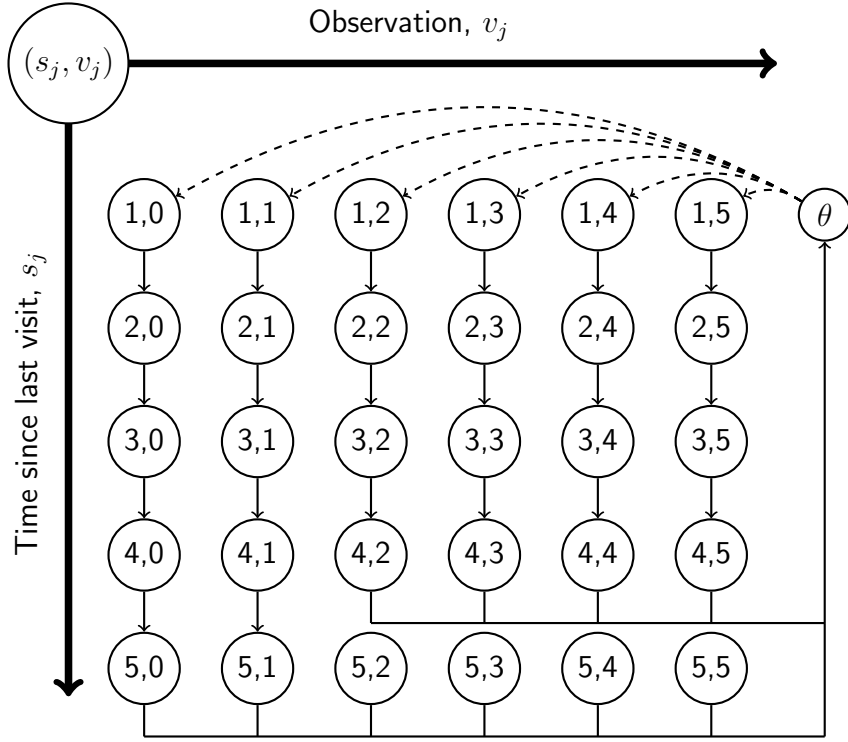 Observation, v_j
(s_j, v_j)
1,0 1,1 1,2 1,3 1,4 1,5 θ
2,0 2,1 2,2 2,3 2,4 2,5
3,0 3,1 3,2 3,3 3,4 3,5
4,0 4,1 4,2 4,3 4,4 4,5
5,0 5,1 5,2 5,3 5,4 5,5
Time since last visit, s_j